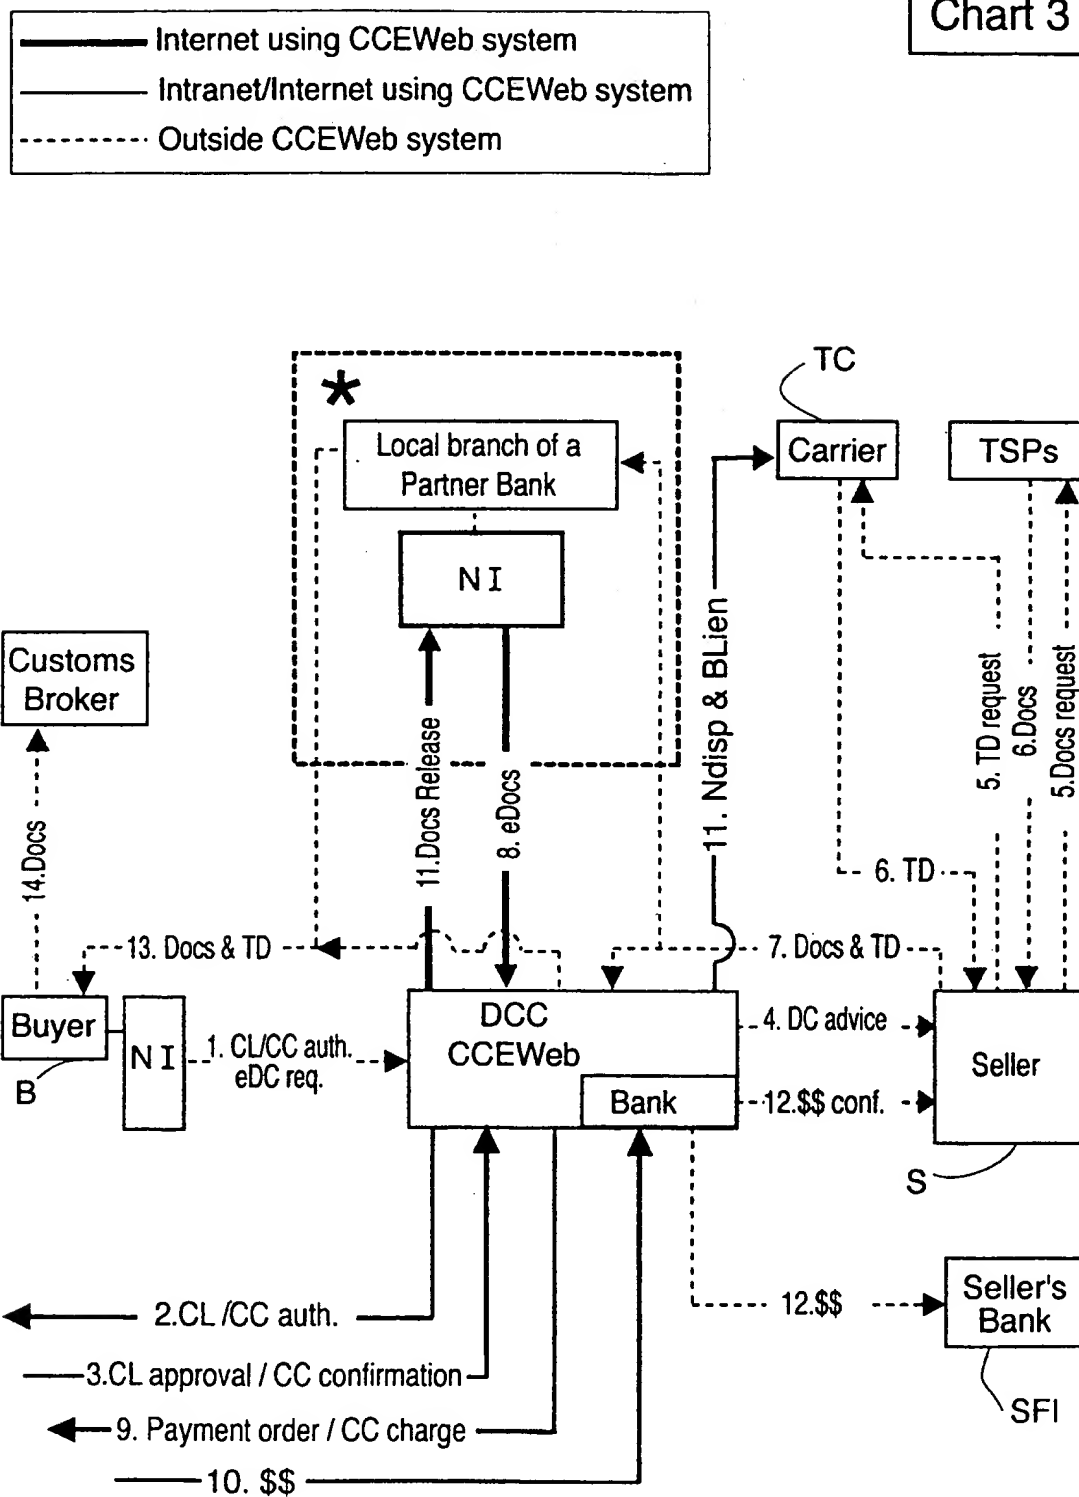 Chart 3
Internet using CCEWeb system
Intranet/Internet using CCEWeb system
Outside CCEWeb system
*
Local branch of a
Partner Bank
NI
TC
Carrier
TSPs
Customs
Broker
14.Docs
11.Docs Release
8. eDocs
11. Ndisp & BLien
5. TD request
6.Docs
5.Docs request
6. TD
13. Docs & TD
7. Docs & TD
Buyer
B
NI
1. CL/CC auth.
eDC req.
DCC
CCEWeb
Bank
4. DC advice
12.$$ conf.
Seller
S
2.CL /CC auth.
3.CL approval / CC confirmation
9. Payment order / CC charge
10. $$
12.$$
Seller's
Bank
SFI